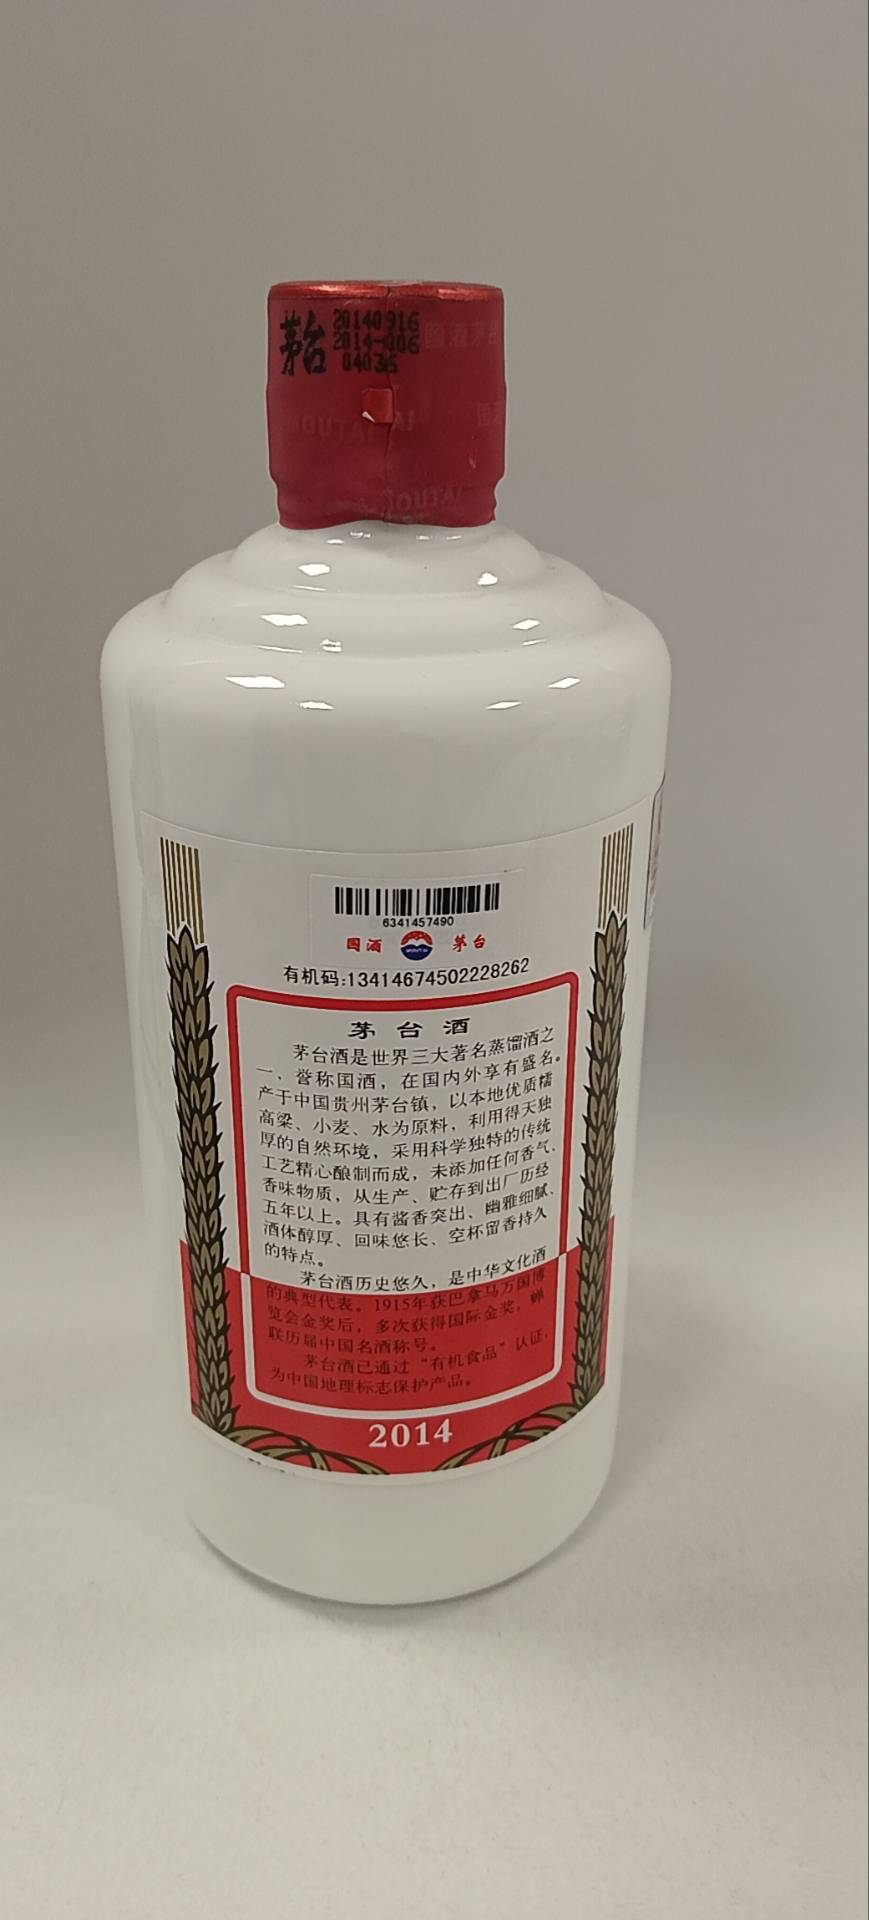 茅台 20140916
2014-006
04036
国酒茅台
6341457490
国酒 MOUTAI 茅台
有机码:13414674502228262
茅台酒
茅台酒是世界三大著名蒸馏酒之
一，誉称国酒，在国内外享有盛名。
产于中国贵州茅台镇，以本地优质糯
高粱、小麦、水为原料，利用得天独
厚的自然环境，采用科学独特的传统
工艺精心酿制而成，未添加任何香气、
香味物质，从生产、贮存到出厂历经
五年以上。具有酱香突出、幽雅细腻、
酒体醇厚、回味悠长、空杯留香持久
的特点。
茅台酒历史悠久，是中华文化酒
的典型代表。1915年获巴拿马万国博
览会金奖后，多次获得国际金奖，蝉
联历届中国名酒称号。
茅台酒已通过“有机食品”认证，
为中国地理标志保护产品。
2014